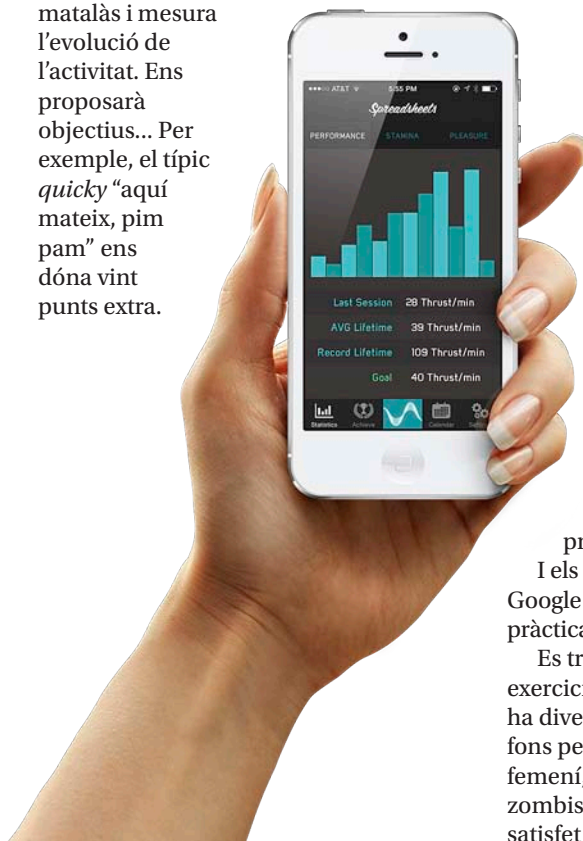 matalàs i mesura
l’evolució de
l’activitat. Ens
proposarà
objectius... Per
exemple, el típic
quicky “aquí
mateix, pim
pam” ens
dóna vint
punts extra.
AT&T 5:55 PM
Spreadsheets
PERFORMANCE STAMINA PLEASURE
Last Session 28 Thrust/min
AVG Lifetime 39 Thrust/min
Record Lifetime 109 Thrust/min
Goal 40 Thrust/min
Statistics Achieve Calendar
I els
Google
pràctica
Es tr
exercici
ha dive
fons pe
femení
zombis
satisfet